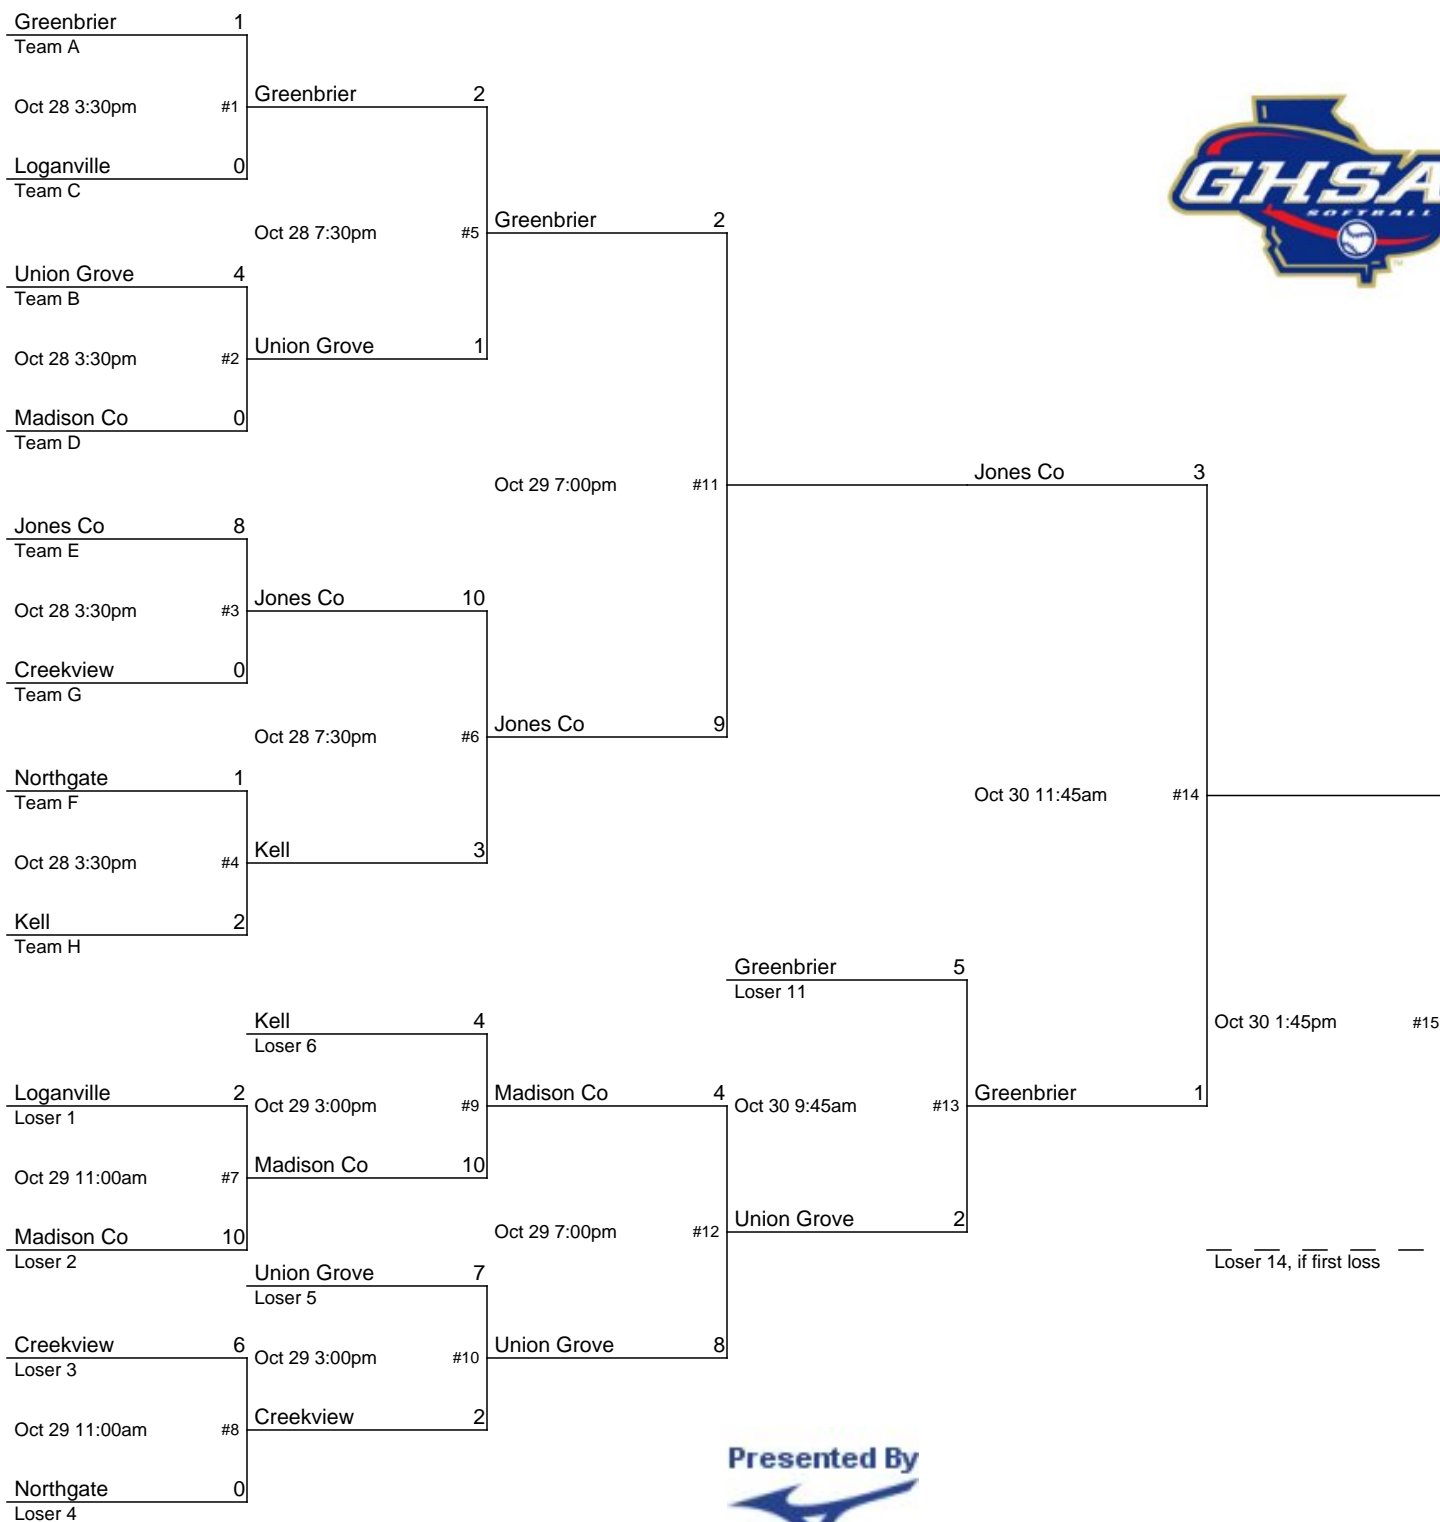 Greenbrier 1
Team A
Oct 28 3:30pm #1
Loganville 0
Team C
Greenbrier 2
Oct 28 7:30pm #5
Union Grove 4
Team B
Oct 28 3:30pm #2
Madison Co 0
Team D
Union Grove 1
Greenbrier 2
Oct 29 7:00pm #11
Jones Co 8
Team E
Oct 28 3:30pm #3
Creekview 0
Team G
Jones Co 10
Oct 28 7:30pm #6
Northgate 1
Team F
Oct 28 3:30pm #4
Kell 2
Team H
Kell 3
Jones Co 9
Jones Co 3
Oct 30 11:45am #14
GHSA
SOFTBALL
TM
Kell 4
Loser 6
Loganville 2
Loser 1
Oct 29 11:00am #7
Madison Co 10
Loser 2
Oct 29 3:00pm #9
Madison Co 10
Madison Co 4
Oct 29 7:00pm #12
Union Grove 7
Loser 5
Creekview 6
Loser 3
Oct 29 11:00am #8
Northgate 0
Loser 4
Oct 29 3:00pm #10
Creekview 2
Union Grove 8
Greenbrier 5
Loser 11
Oct 30 9:45am #13
Union Grove 2
Greenbrier 1
Oct 30 1:45pm #15
Loser 14, if first loss
Presented By